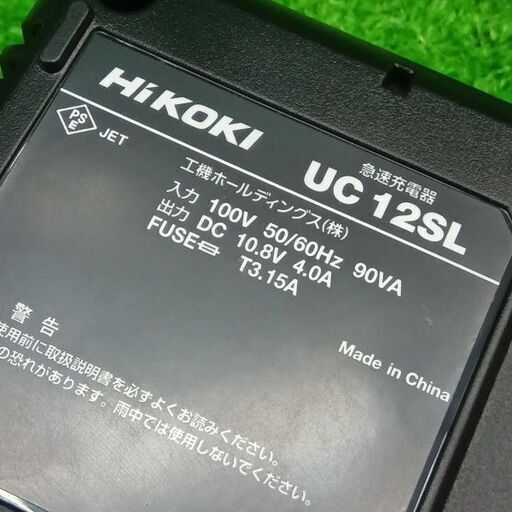 HiKOKI
PSE JET
急速充電器
UC 12SL
工機ホールディングス(株)
入力 100V 50/60Hz 90VA
出力 DC 10.8V 4.0A
FUSE T3.15A
Made in China
警告
使用前に取扱説明書を必ずよくお読みください。
の恐れがあります。雨中では使用しないでください。